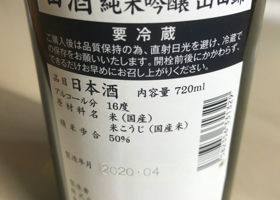 白酒 純米吟醸 山田錦
要冷蔵
ご購入後は品質保持の為、直射日光を避け、冷蔵での
保存をお願いいたします。開栓前後にかかわらず、
できるだけお早めにお召し上がりください。
品目 日本酒 内容量 720ml
アルコール分 16度
原材料名 米(国産)
米こうじ(国産米)
精米歩合 50%
製造年月 2020.04